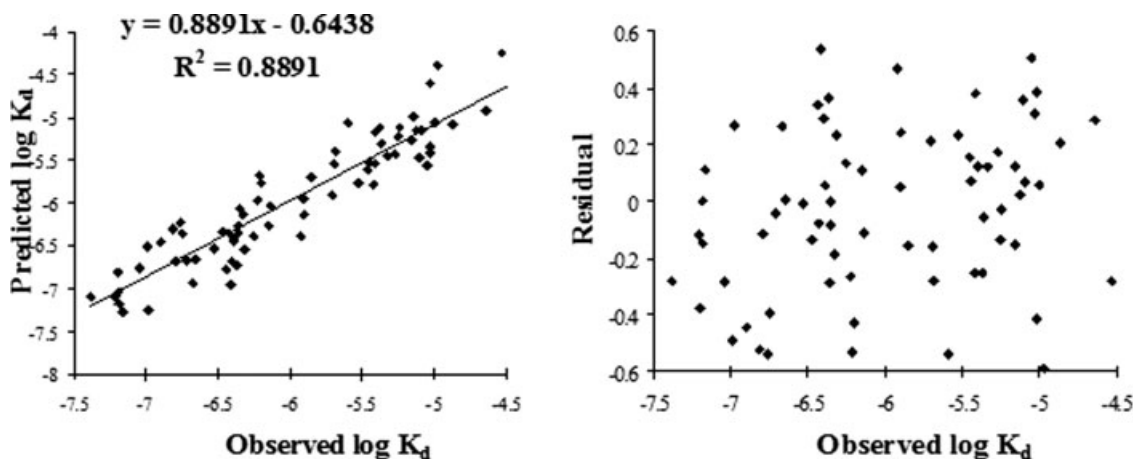 y = 0.8891x - 0.6438
R² = 0.8891
Predicted log Kd
-4
-4.5
-5
-5.5
-6
-6.5
-7
-7.5
-8
-7.5 -7 -6.5 -6 -5.5 -5 -4.5
Observed log Kd
Residual
0.6
0.4
0.2
0
-0.2
-0.4
-0.6
-7.5 -7 -6.5 -6 -5.5 -5 -4.5
Observed log Kd